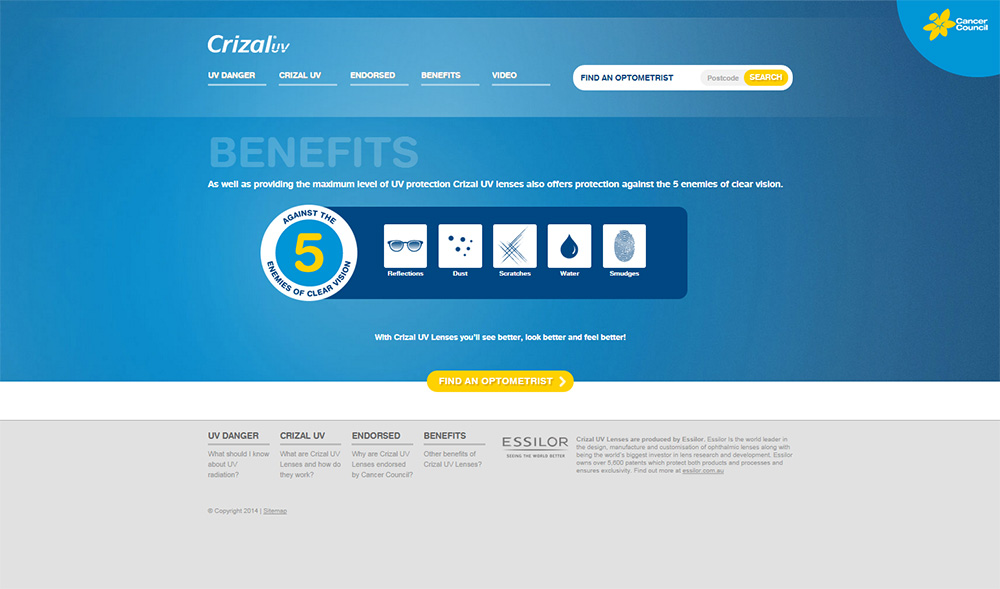 Crizal UV
Cancer
Council
UV DANGER
CRIZAL UV
ENDORSED
BENEFITS
VIDEO
FIND AN OPTOMETRIST
Postcode
SEARCH
BENEFITS
As well as providing the maximum level of UV protection Crizal UV lenses also offers protection against the 5 enemies of clear vision.
AGAINST THE
5
ENEMIES OF CLEAR VISION
Reflections
Dust
Scratches
Water
Smudges
With Crizal UV Lenses you'll see better, look better and feel better!
FIND AN OPTOMETRIST
UV DANGER
What should I know
about UV
radiation?
CRIZAL UV
What are Crizal UV
Lenses and how do
they work?
ENDORSED
Why are Crizal UV
Lenses endorsed
by Cancer Council?
BENEFITS
Other benefits of
Crizal UV Lenses?
ESSILOR
SEEING THE WORLD BETTER
Crizal UV Lenses are produced by Essilor. Essilor is the world leader in
the design, manufacture and customisation of ophthalmic lenses along with
being the world's biggest investor in lens research and development. Essilor
owns over 5,600 patents which protect both products and processes and
ensures exclusivity. Find out more at essilor.com.au
© Copyright 2014 | Sitemap